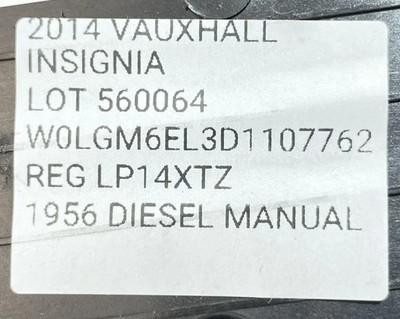 2014 VAUXHALL
INSIGNIA
LOT 560064
W0LGM6EL3D1107762
REG LP14XTZ
1956 DIESEL MANUAL